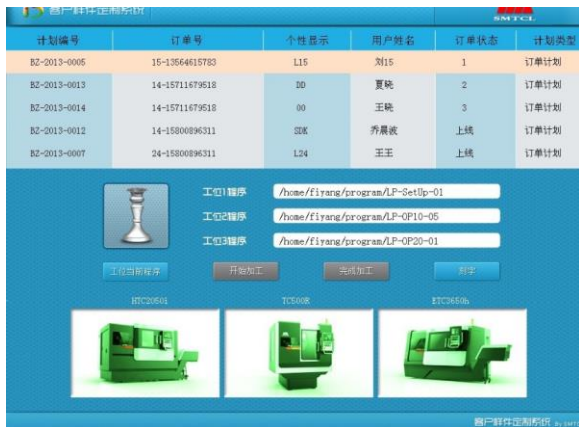 客户样件定制系统
SMTCL
计划编号 订单号 个性显示 用户姓名 订单状态 计划类型
BZ-2013-0005 15-13564615783 L15 刘15 1 订单计划
BZ-2013-0013 14-15711679518 DD 夏晓 2 订单计划
BZ-2013-0014 14-15711679518 00 王晓 3 订单计划
BZ-2013-0012 14-15800896311 SDK 乔晨波 上线 订单计划
BZ-2013-0007 24-15800896311 L24 王王 上线 订单计划
工位1程序 /home/fiyang/program/LP-SetUp-01
工位2程序 /home/fiyang/program/LP-OP10-05
工位3程序 /home/fiyang/program/LP-OP20-01
工位当前程序 开始加工 完成加工 刻字
HTC2050i TC500R ETC3650h
客户样件定制系统 By SMT